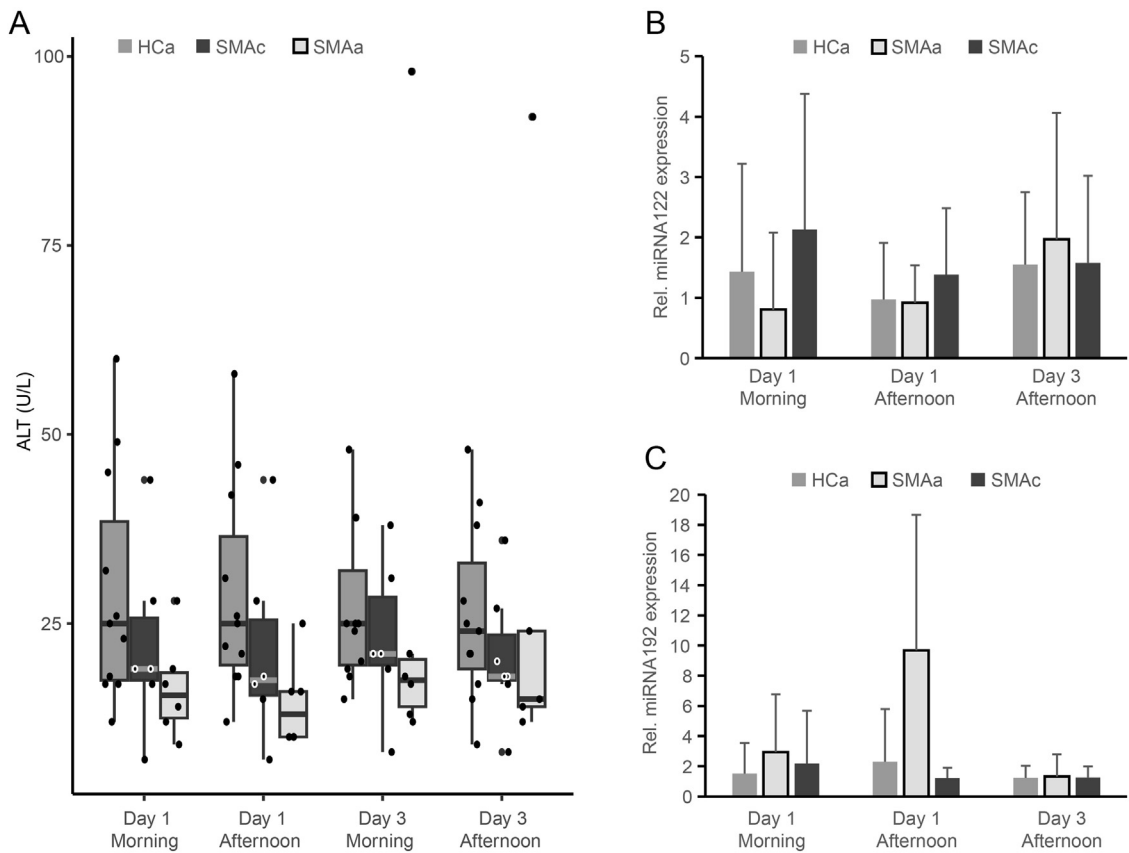 A
HCa SMAc SMAa
100
75
50
25
ALT (U/L)
Day 1 Day 1 Day 3 Day 3
Morning Afternoon Morning Afternoon
B
HCa SMAa SMAc
5
4
3
2
1
0
Rel. miRNA122 expression
Day 1 Day 1 Day 3
Morning Afternoon Afternoon
C
HCa SMAa SMAc
20
18
16
14
12
10
8
6
4
2
0
Rel. miRNA192 expression
Day 1 Day 1 Day 3
Morning Afternoon Afternoon